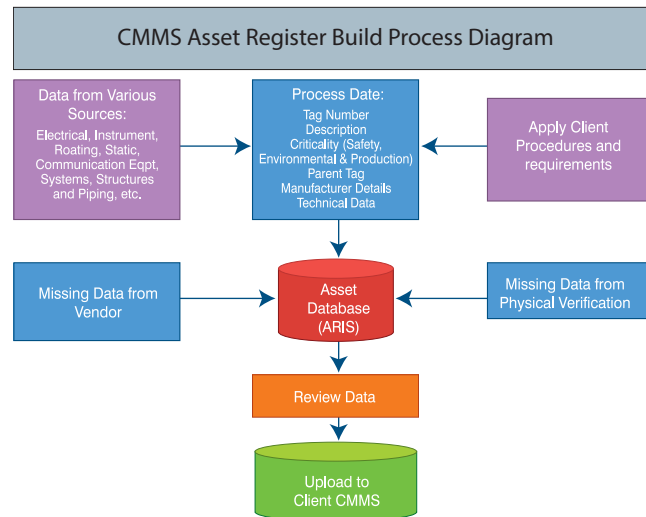 CMMS Asset Register Build Process Diagram
Data from Various
Sources:
Electrical, Instrument,
Roating, Static,
Communication Eqpt,
Systems, Structures
and Piping, etc.
Process Date:
Tag Number
Description
Criticality (Safety,
Environmental & Production)
Parent Tag
Manufacturer Details
Technical Data
Apply Client
Procedures and
requirements
Missing Data from
Vendor
Asset
Database
(ARIS)
Missing Data from
Physical Verification
Review Data
Upload to
Client CMMS